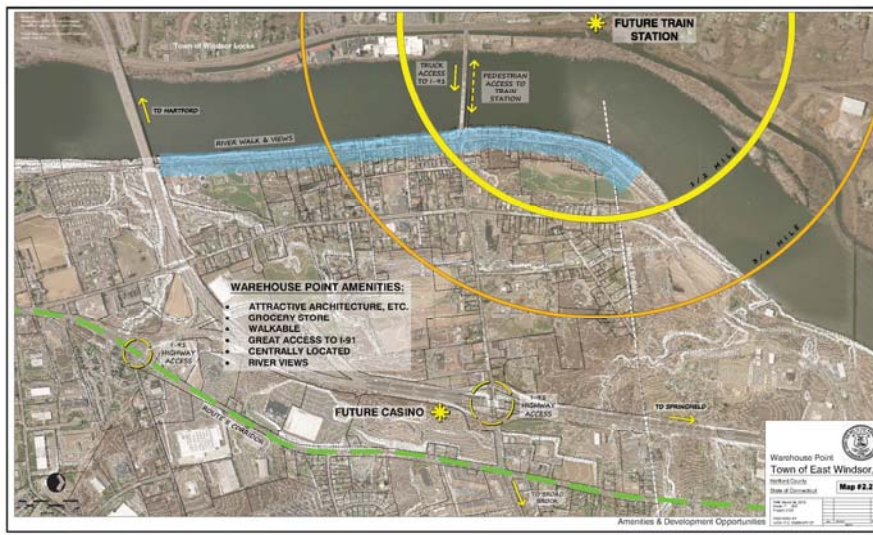 FUTURE TRAIN
STATION
Town of Windsor Locks
TRUCK
ACCESS
TO I-91
PEDESTRIAN
ACCESS TO
TRAIN
STATION
TO HARTFORD
RIVER WALK & VIEWS
1/2 MILE
3/4 MILE
WAREHOUSE POINT AMENITIES:
• ATTRACTIVE ARCHITECTURE, ETC.
• GROCERY STORE
• WALKABLE
• GREAT ACCESS TO I-91
• CENTRALLY LOCATED
• RIVER VIEWS
I-91
HIGHWAY
ACCESS
ROUTE 5 CORRIDOR
FUTURE CASINO
I-91
HIGHWAY
ACCESS
TO SPRINGFIELD
TO BROAD
BROOK
Warehouse Point
Town of East Windsor,
Hartford County
State of Connecticut
Map #2.2
Amenities & Development Opportunities